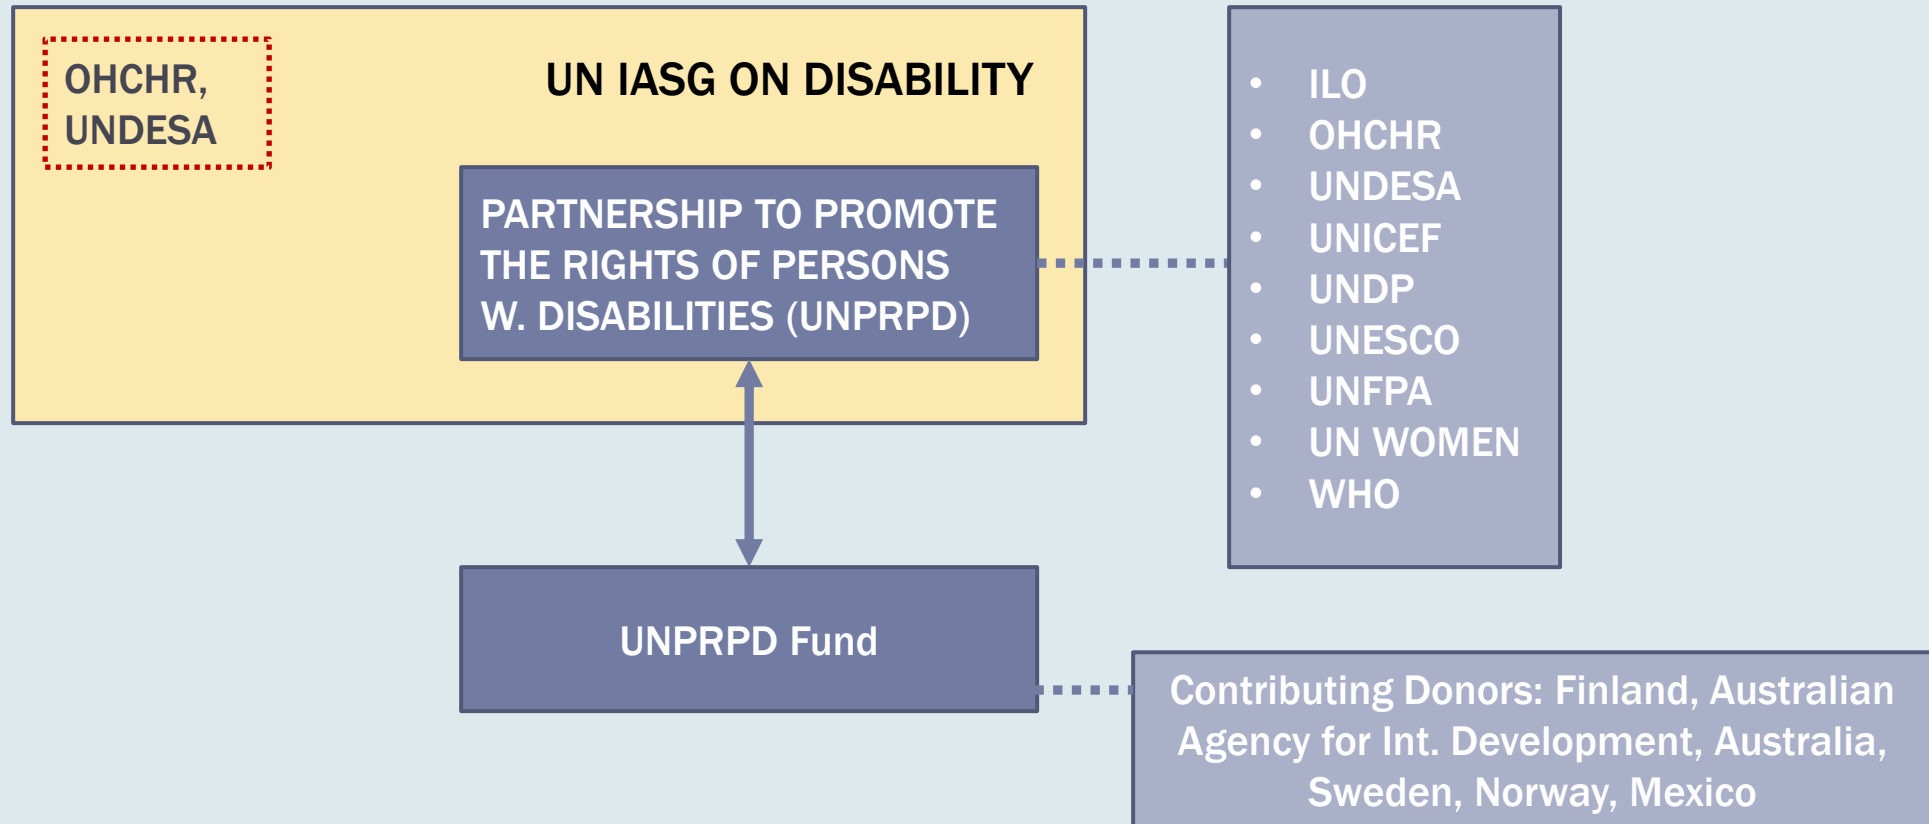 OHCHR,
UNDESA
UN IASG ON DISABILITY
PARTNERSHIP TO PROMOTE
THE RIGHTS OF PERSONS
W. DISABILITIES (UNPRPD)
• ILO
• OHCHR
• UNDESA
• UNICEF
• UNDP
• UNESCO
• UNFPA
• UN WOMEN
• WHO
UNPRPD Fund
Contributing Donors: Finland, Australian
Agency for Int. Development, Australia,
Sweden, Norway, Mexico